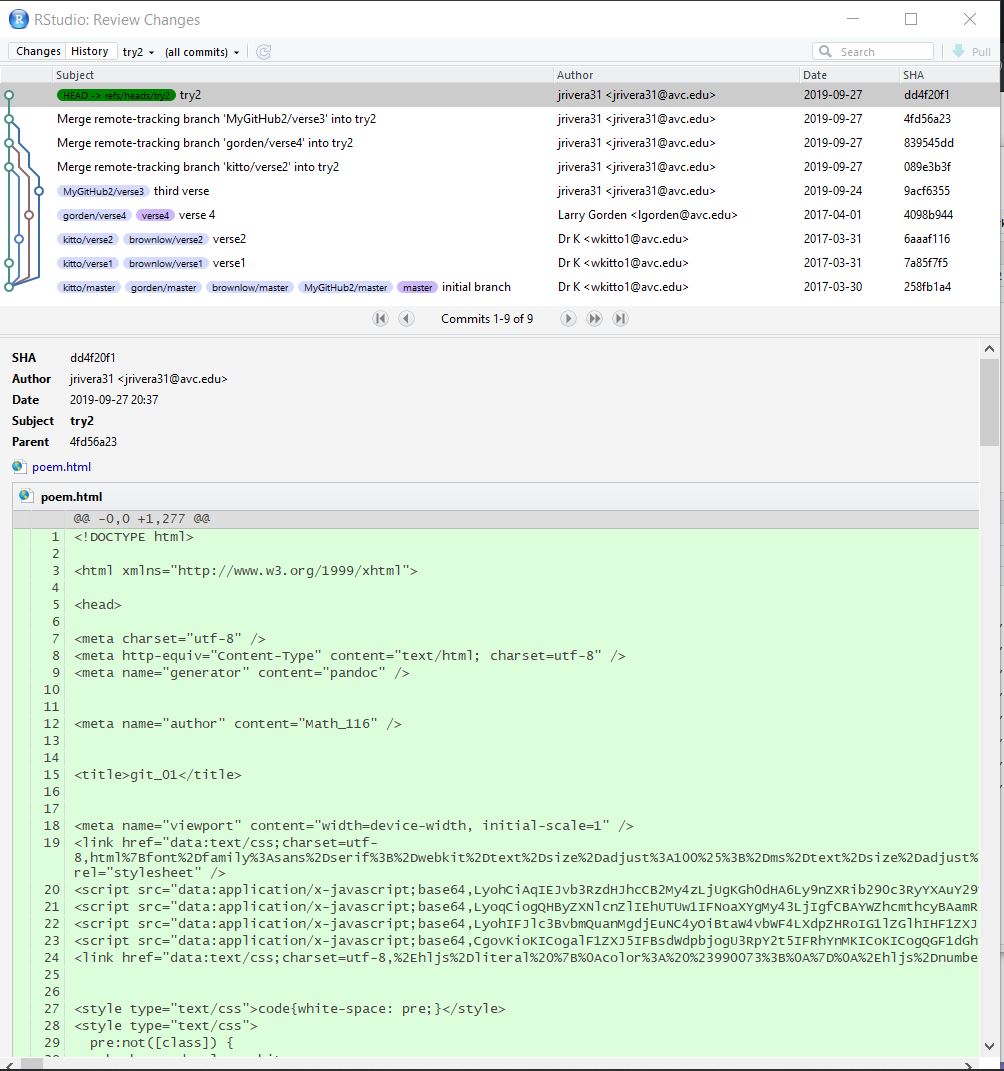 RStudio: Review Changes
Changes History try2 (all commits) Search Pull
Subject Author Date SHA
HEAD -> refs/heads/try2 try2 jrivera31 <jrivera31@avc.edu> 2019-09-27 dd4f20f1
Merge remote-tracking branch 'MyGitHub2/verse3' into try2 jrivera31 <jrivera31@avc.edu> 2019-09-27 4fd56a23
Merge remote-tracking branch 'gorden/verse4' into try2 jrivera31 <jrivera31@avc.edu> 2019-09-27 839545dd
Merge remote-tracking branch 'kitto/verse2' into try2 jrivera31 <jrivera31@avc.edu> 2019-09-27 089e3b3f
MyGitHub2/verse3 third verse jrivera31 <jrivera31@avc.edu> 2019-09-24 9acf6355
gorden/verse4 verse4 verse 4 Larry Gorden <lgorden@avc.edu> 2017-04-01 4098b944
kitto/verse2 brownlow/verse2 verse2 Dr K <wkitto1@avc.edu> 2017-03-31 6aaaf116
kitto/verse1 brownlow/verse1 verse1 Dr K <wkitto1@avc.edu> 2017-03-31 7a85f7f5
kitto/master gorden/master brownlow/master MyGitHub2/master master initial branch Dr K <wkitto1@avc.edu> 2017-03-30 258fb1a4
Commits 1-9 of 9
SHA dd4f20f1
Author jrivera31 <jrivera31@avc.edu>
Date 2019-09-27 20:37
Subject try2
Parent 4fd56a23
poem.html
poem.html
@@ -0,0 +1,277 @@
1 <!DOCTYPE html>
2
3 <html xmlns="http://www.w3.org/1999/xhtml">
4
5 <head>
6
7 <meta charset="utf-8" />
8 <meta http-equiv="Content-Type" content="text/html; charset=utf-8" />
9 <meta name="generator" content="pandoc" />
10
11
12 <meta name="author" content="Math_116" />
13
14
15 <title>git_01</title>
16
17
18 <meta name="viewport" content="width=device-width, initial-scale=1" />
19 <link href="data:text/css;charset=utf-
8,html%7Bfont%2Dfamily%3Asans%2Dserif%3B%2Dwebkit%2Dtext%2Dsize%2Dadjust%3A100%25%3B%2Dms%2Dtext%2Dsize%2Dadjust%
rel="stylesheet" />
20 <script src="data:application/x-javascript;base64,LyohCiAqIEJvb3RzdHJhcCB2My4zLjUgKGh0dHA6Ly9nZXRib290c3RyYXAuY29
21 <script src="data:application/x-javascript;base64,LyoqCiogQHByZXNlcnZlIEhUTUw1IFNoaXYgMy43LjIgfCBAYWZhcmthcyBAamR
22 <script src="data:application/x-javascript;base64,LyohIFJlc3BvbmQuanMgdjEuNC4yOiBtaW4vbWF4LXdpZHRoIG1lZGlhIHF1ZXJ
23 <script src="data:application/x-javascript;base64,CgovKioKICogalF1ZXJ5IFBsdWdpbjogU3RpY2t5IFRhYnMKICoKICogQGF1dGh
24 <link href="data:text/css;charset=utf-8,%2Ehljs%2Dliteral%20%7B%0Acolor%3A%20%23990073%3B%0A%7D%0A%2Ehljs%2Dnumbe
25
26
27 <style type="text/css">code{white-space: pre;}</style>
28 <style type="text/css">
29 pre:not([class]) {